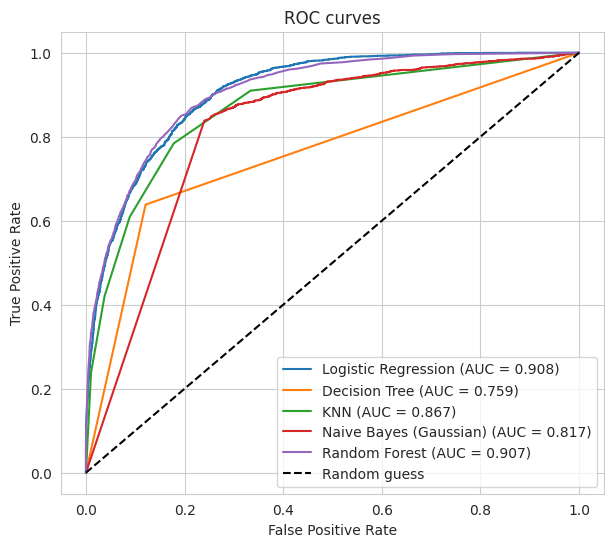 ROC curves
1.0
0.8
0.6
0.4
0.2
0.0
True Positive Rate
Logistic Regression (AUC = 0.908)
Decision Tree (AUC = 0.759)
KNN (AUC = 0.867)
Naive Bayes (Gaussian) (AUC = 0.817)
Random Forest (AUC = 0.907)
Random guess
0.0 0.2 0.4 0.6 0.8 1.0
False Positive Rate